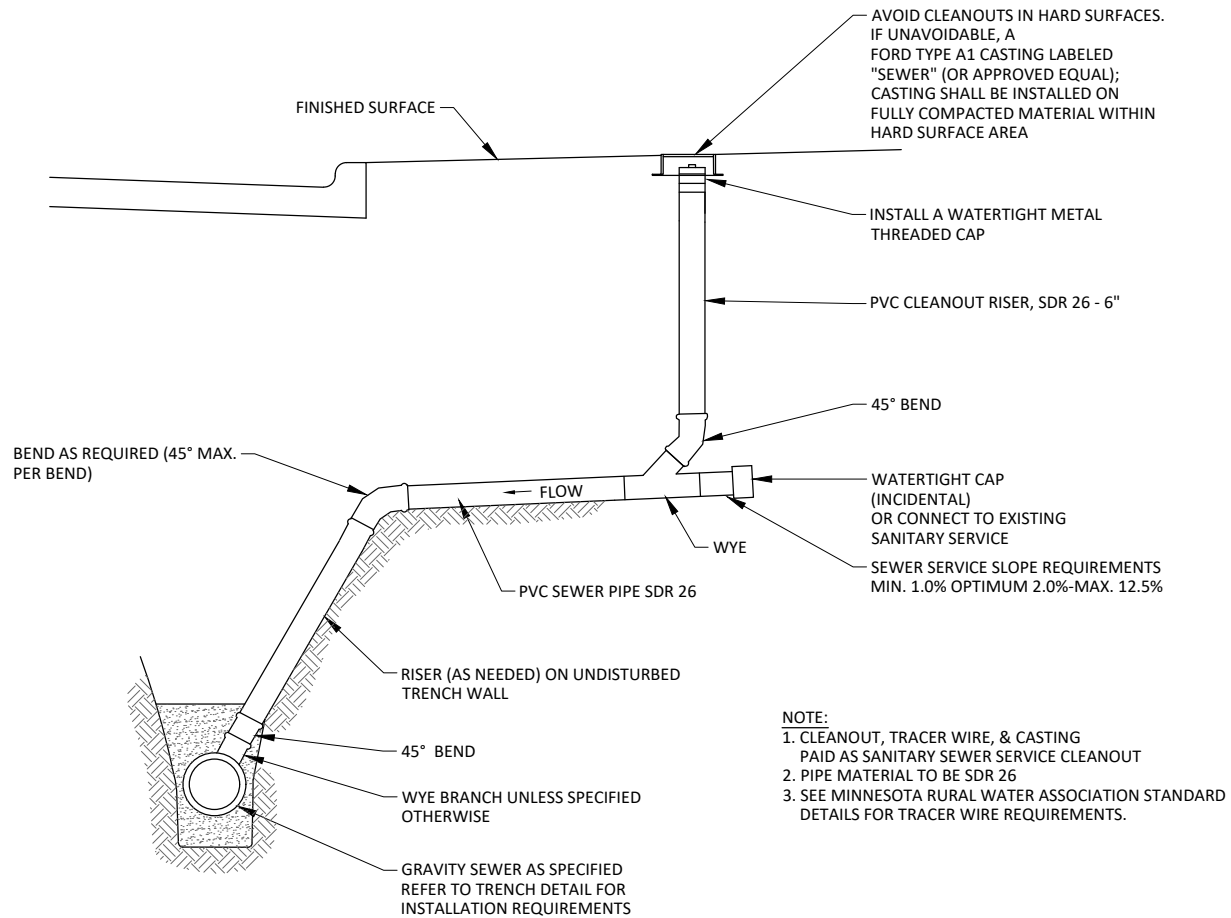 AVOID CLEANOUTS IN HARD SURFACES.
IF UNAVOIDABLE, A
FORD TYPE A1 CASTING LABELED
"SEWER" (OR APPROVED EQUAL);
CASTING SHALL BE INSTALLED ON
FULLY COMPACTED MATERIAL WITHIN
HARD SURFACE AREA
FINISHED SURFACE
INSTALL A WATERTIGHT METAL
THREADED CAP
PVC CLEANOUT RISER, SDR 26 - 6"
45° BEND
BEND AS REQUIRED (45° MAX.
PER BEND)
FLOW
WATERTIGHT CAP
(INCIDENTAL)
OR CONNECT TO EXISTING
SANITARY SERVICE
WYE
SEWER SERVICE SLOPE REQUIREMENTS
MIN. 1.0% OPTIMUM 2.0%-MAX. 12.5%
PVC SEWER PIPE SDR 26
RISER (AS NEEDED) ON UNDISTURBED
TRENCH WALL
45° BEND
WYE BRANCH UNLESS SPECIFIED
OTHERWISE
GRAVITY SEWER AS SPECIFIED
REFER TO TRENCH DETAIL FOR
INSTALLATION REQUIREMENTS
NOTE:
1. CLEANOUT, TRACER WIRE, & CASTING
PAID AS SANITARY SEWER SERVICE CLEANOUT
2. PIPE MATERIAL TO BE SDR 26
3. SEE MINNESOTA RURAL WATER ASSOCIATION STANDARD
DETAILS FOR TRACER WIRE REQUIREMENTS.